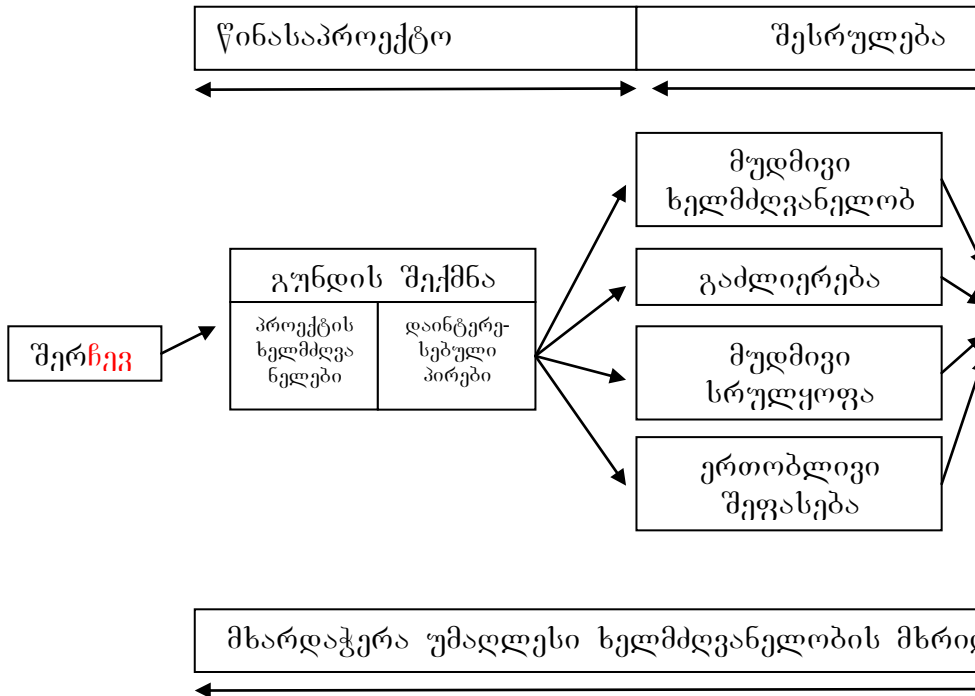 წინასაპროექტო
შესრულება
მუდმივი
ხელმძღვანელობ
გუნდის შექმნა
პროექტის
ხელმძღვა
ნელები
დაინტერე-
სებული
პირები
შერჩევ
გაძლიერება
მუდმივი
სრულყოფა
ერთობლივი
შეფასება
მხარდაჭერა უმაღლესი ხელმძღვანელობის